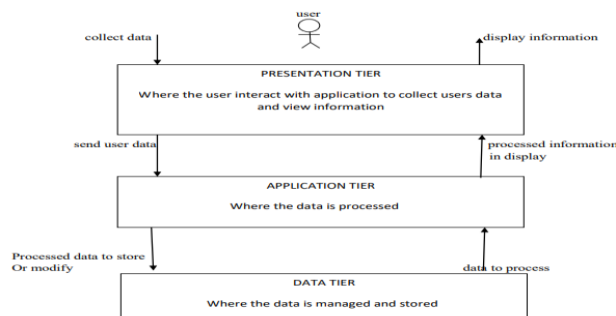 user
collect data
display information
PRESENTATION TIER
Where the user interact with application to collect users data
and view information
send user data
processed information
in display
APPLICATION TIER
Where the data is processed
Processed data to store
Or modify
data to process
DATA TIER
Where the data is managed and stored